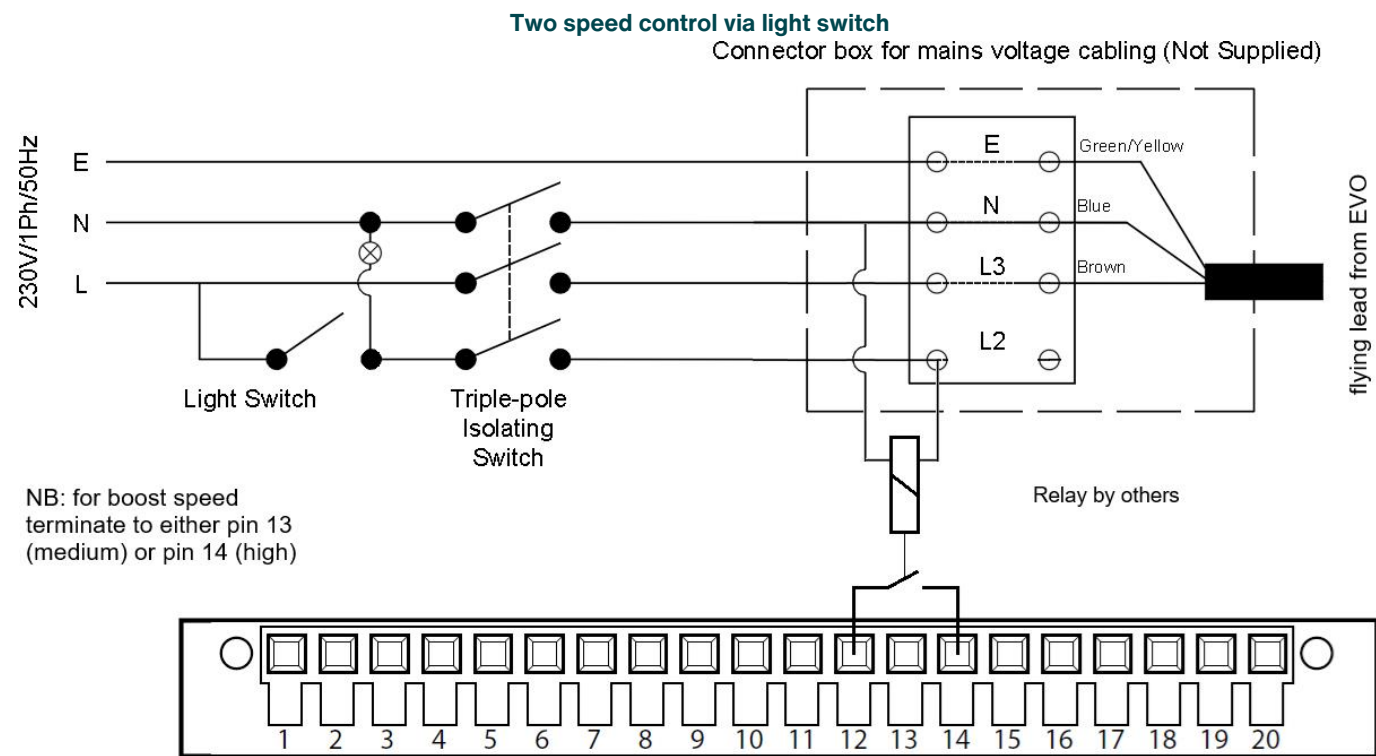 Two speed control via light switch
Connector box for mains voltage cabling (Not Supplied)
230V/1Ph/50Hz
E
N
L
E
Green/Yellow
N
Blue
L3
Brown
L2
flying lead from EVO
Light Switch
Triple-pole
Isolating
Switch
NB: for boost speed
terminate to either pin 13
(medium) or pin 14 (high)
Relay by others
1 2 3 4 5 6 7 8 9 10 11 12 13 14 15 16 17 18 19 20